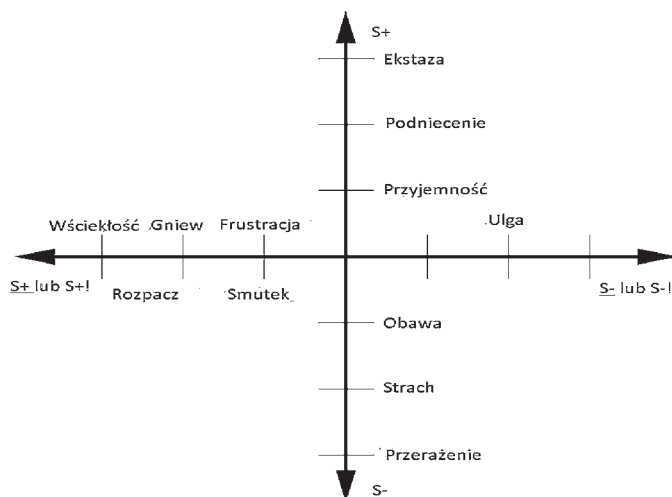 S+
Ekstaza
Podniecenie
Przyjemność
Wściekłość Gniew Frustracja
Ulga
S+ lub S+!
S- lub S-!
Rozpacz Smutek
Obawa
Strach
Przerażenie
S-